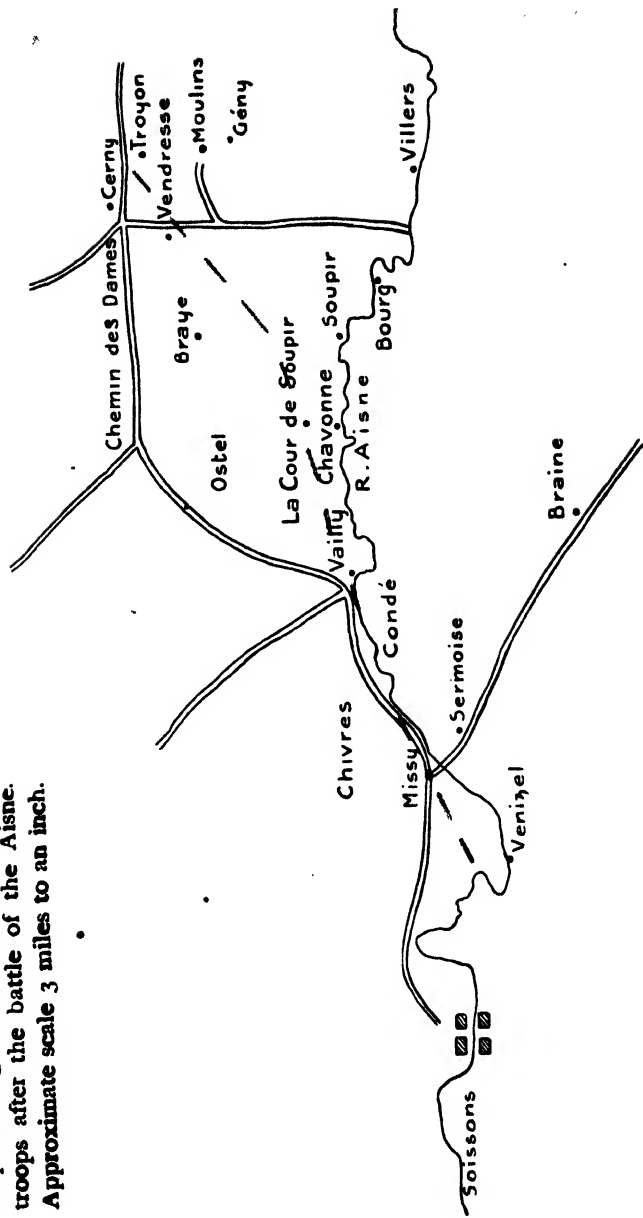 troops after the battle of the Aisne.
Approximate scale 3 miles to an inch.
Chemin des Dames
Cerny
Troyon
Vendresse
Moulins
Gény
Braye
Ostel
La Cour de Soupir
Soupir
Chavonne
Vailly
R. Aisne
Bourg
Villers
Condé
Chivres
Missy
Sermoise
Braine
Venizel
Soissons